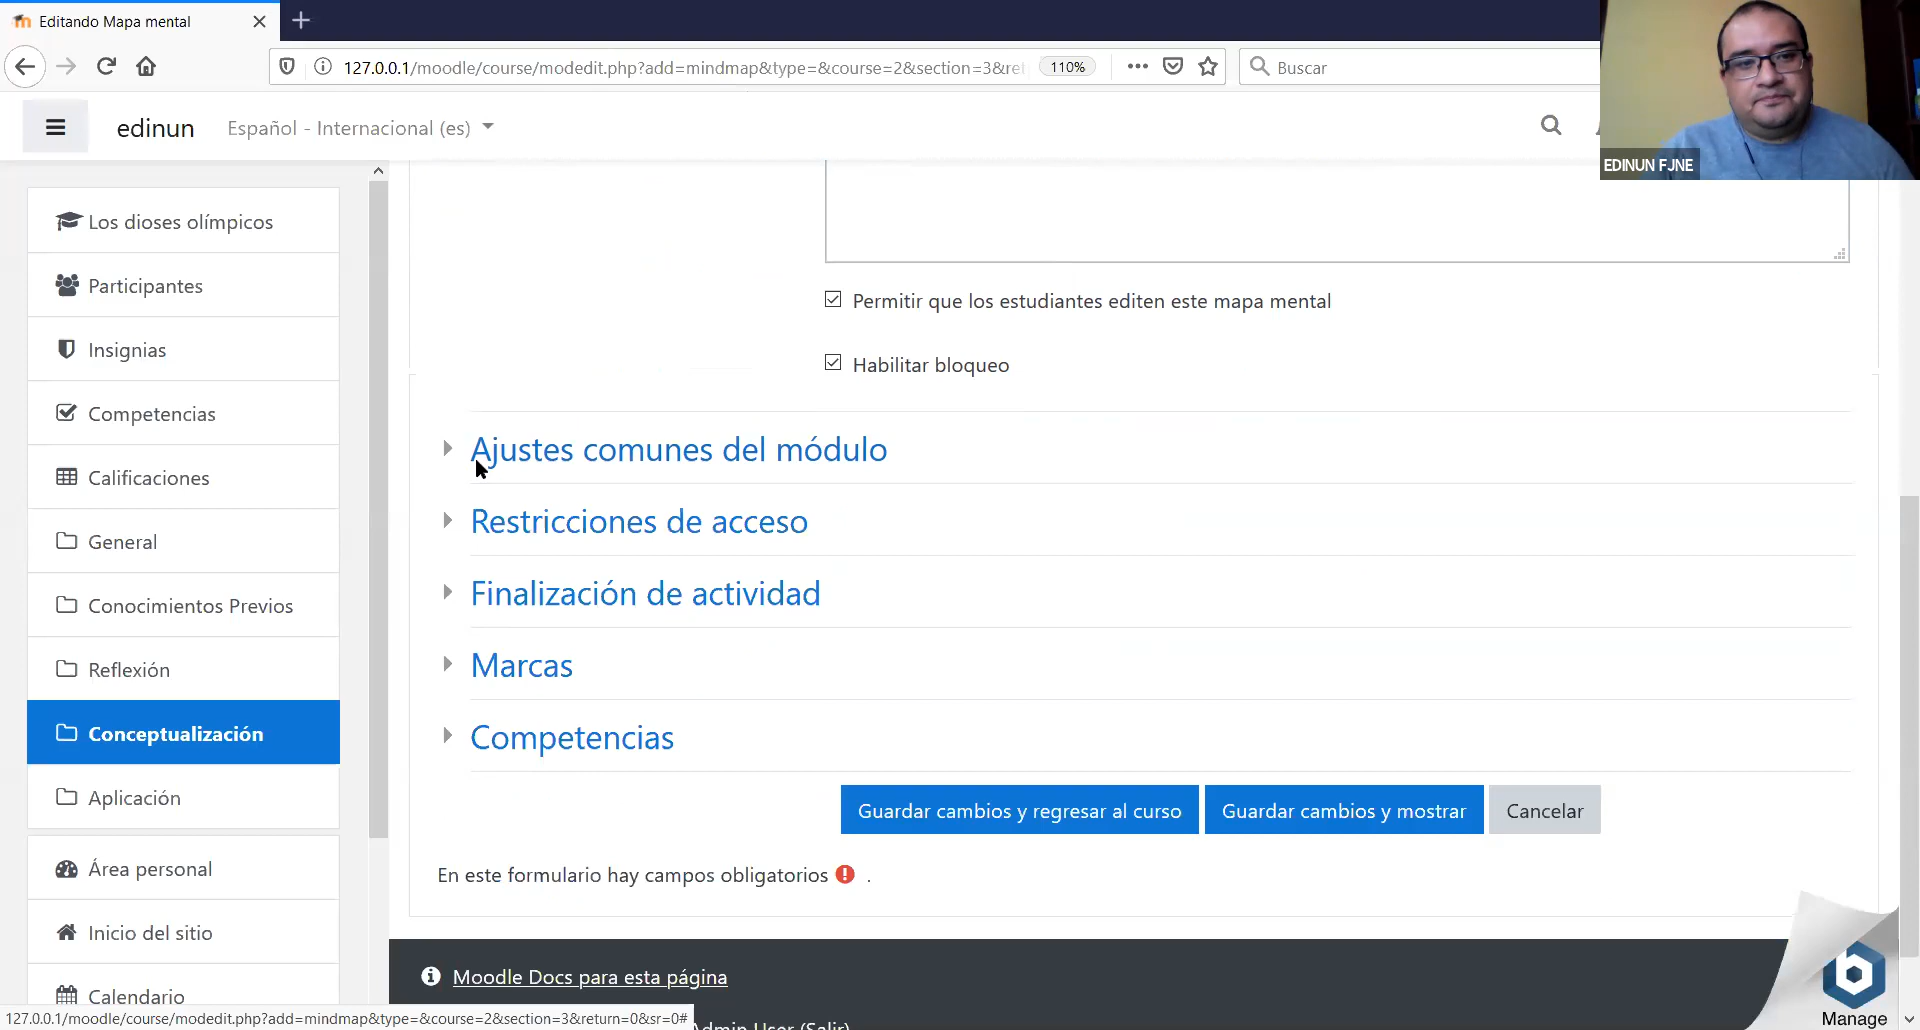 Editando Mapa mental
127.0.0.1/moodle/course/modedit.php?add=mindmap&type=&course=2&section=3&ret
110%
Buscar
edinun
Español - Internacional (es)
EDINUN FJNE
Los dioses olímpicos
Participantes
Insignias
Competencias
Calificaciones
General
Conocimientos Previos
Reflexión
Conceptualización
Aplicación
Área personal
Inicio del sitio
Calendario
Permitir que los estudiantes editen este mapa mental
Habilitar bloqueo
Ajustes comunes del módulo
Restricciones de acceso
Finalización de actividad
Marcas
Competencias
Guardar cambios y regresar al curso
Guardar cambios y mostrar
Cancelar
En este formulario hay campos obligatorios .
Moodle Docs para esta página
Admin User (Salir)
127.0.0.1/moodle/course/modedit.php?add=mindmap&type=&course=2&section=3&return=0&sr=0#
Manage